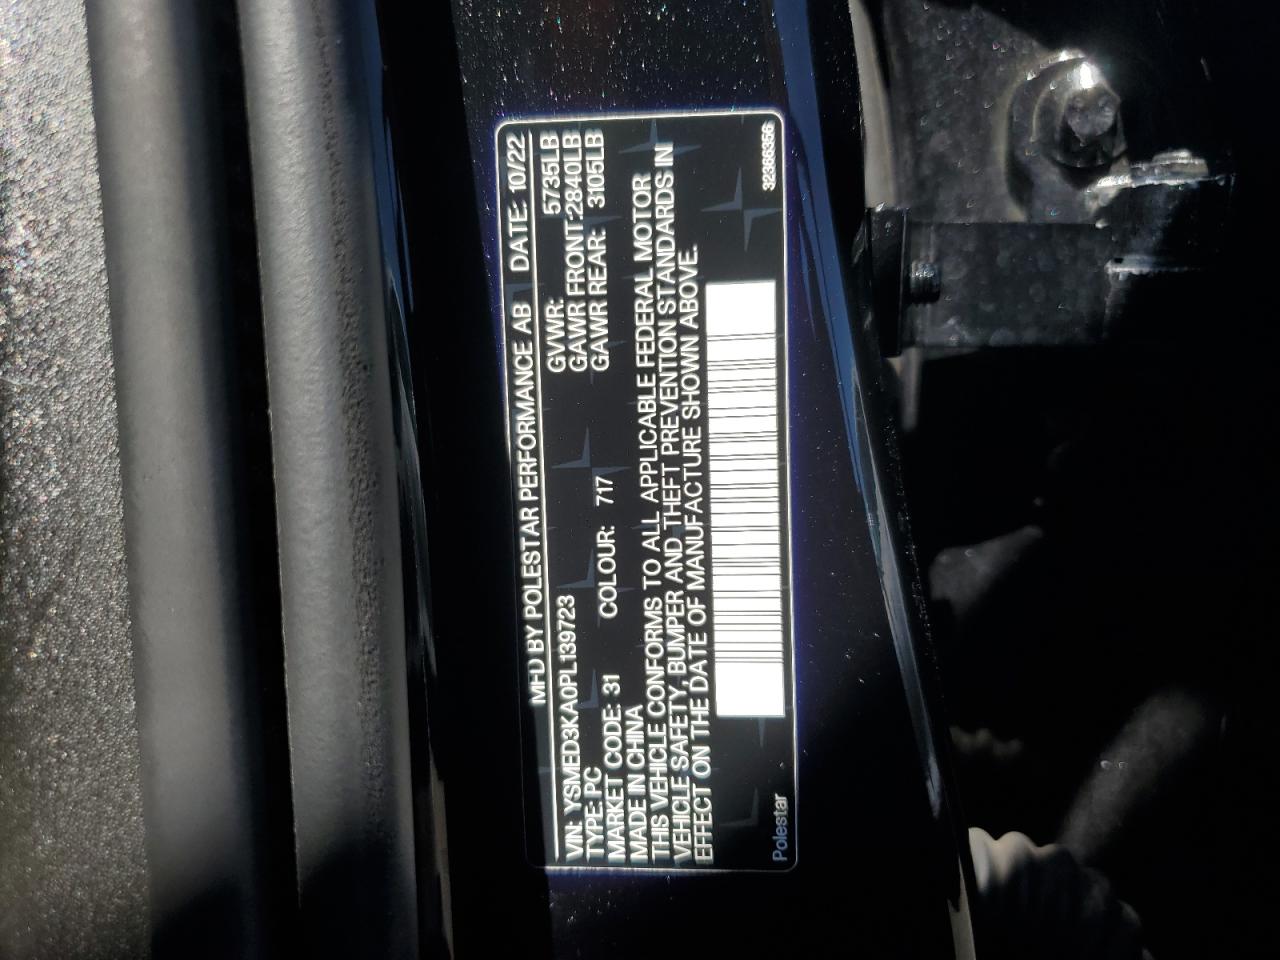 MFD BY POLESTAR PERFORMANCE AB DATE: 10/22
VIN: YSMED3KA0PL139723 GVWR: 5735LB
TYPE: PC GAWR FRONT:2840LB
MARKET CODE: 31 COLOUR: 717 GAWR REAR: 3105LB
MADE IN CHINA
THIS VEHICLE CONFORMS TO ALL APPLICABLE FEDERAL MOTOR
VEHICLE SAFETY, BUMPER AND THEFT PREVENTION STANDARDS IN
EFFECT ON THE DATE OF MANUFACTURE SHOWN ABOVE.
Polestar